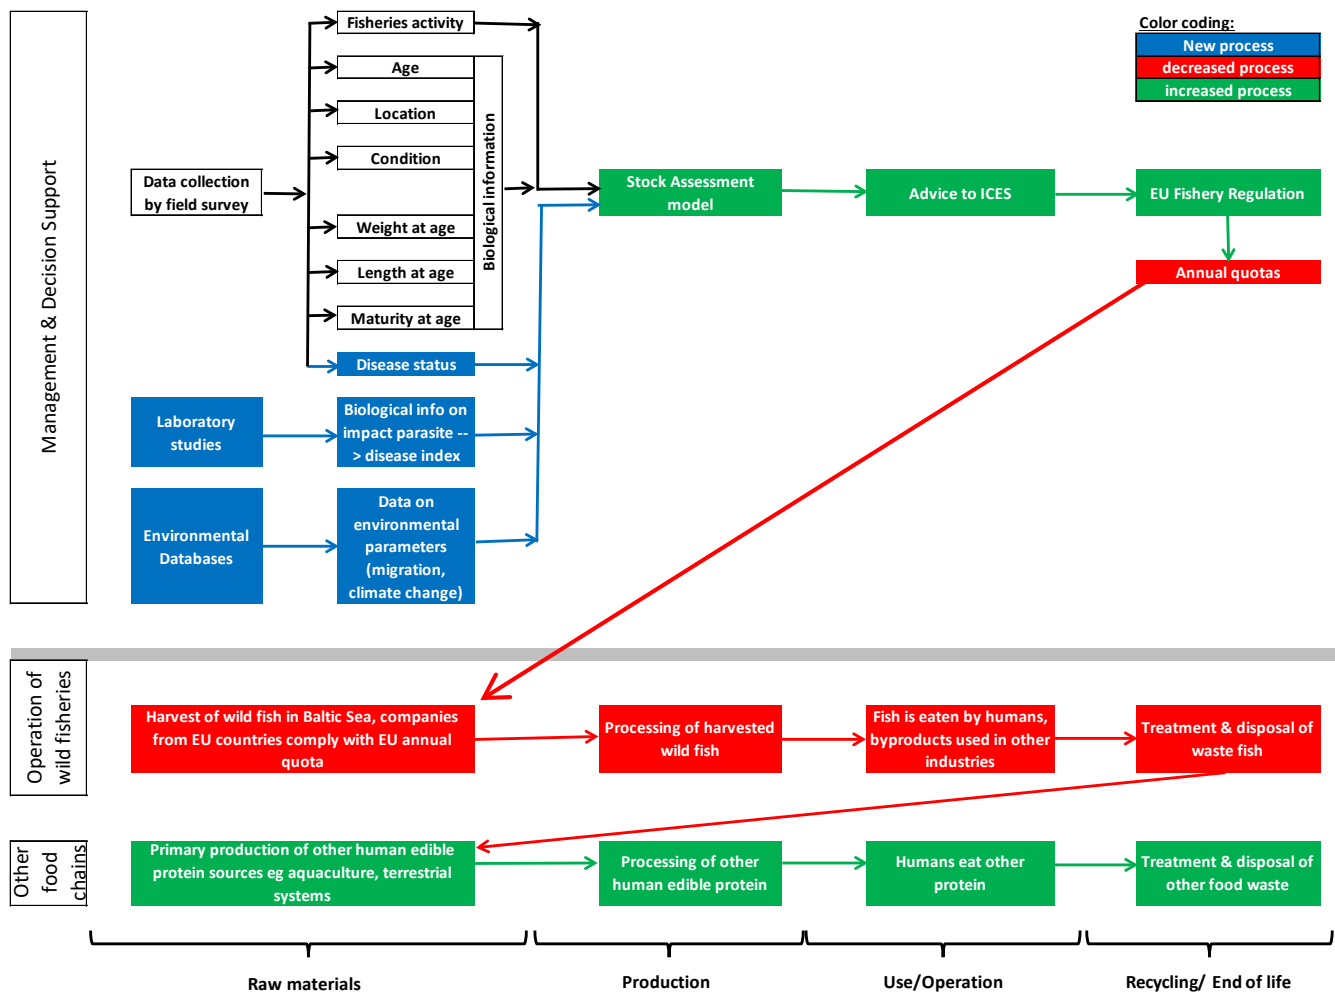 Color coding:
New process
decreased process
increased process
Management & Decision Support
Data collection
by field survey
Fisheries activity
Age
Location
Condition
Weight at age
Length at age
Maturity at age
Biological information
Disease status
Laboratory
studies
Biological info on
impact parasite --
> disease index
Environmental
Databases
Data on
environmental
parameters
(migration,
climate change)
Stock Assessment
model
Advice to ICES
EU Fishery Regulation
Annual quotas
Operation of
wild fisheries
Harvest of wild fish in Baltic Sea, companies
from EU countries comply with EU annual
quota
Processing of harvested
wild fish
Fish is eaten by humans,
byproducts used in other
industries
Treatment & disposal of
waste fish
Other
food
chains
Primary production of other human edible
protein sources eg aquaculture, terrestrial
systems
Processing of other
human edible protein
Humans eat other
protein
Treatment & disposal of
other food waste
Raw materials
Production
Use/Operation
Recycling/ End of life